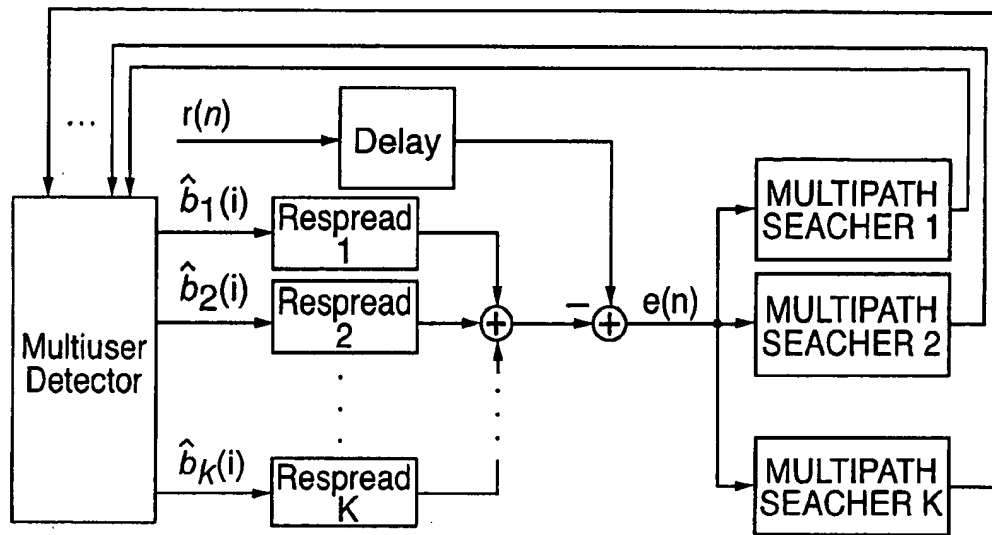 ...
r(n)
Delay
b̂1(i)
Respread
1
MULTIPATH
SEACHER 1
b̂2(i)
Respread
2
+
−
+
e(n)
MULTIPATH
SEACHER 2
Multiuser
Detector
b̂K(i)
Respread
K
MULTIPATH
SEACHER K